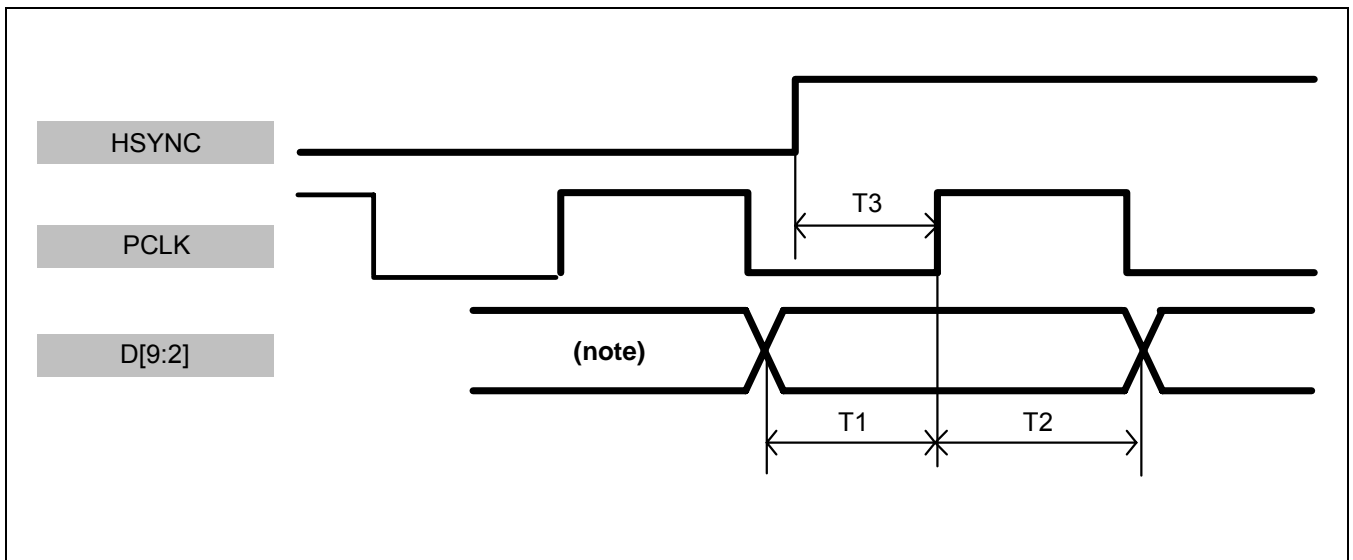 HSYNC
T3
PCLK
D[9:2]
(note)
T1
T2